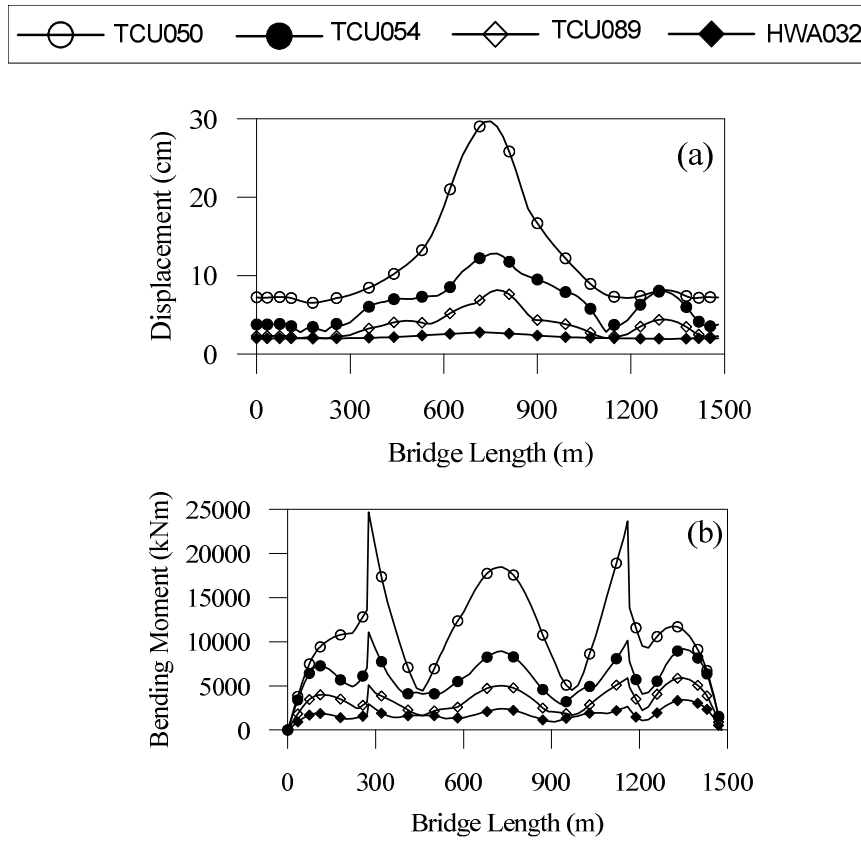 TCU050 TCU054 TCU089 HWA032
(a)
Displacement (cm)
30
20
10
0
0 300 600 900 1200 1500
Bridge Length (m)
(b)
Bending Moment (kNm)
25000
20000
15000
10000
5000
0
0 300 600 900 1200 1500
Bridge Length (m)